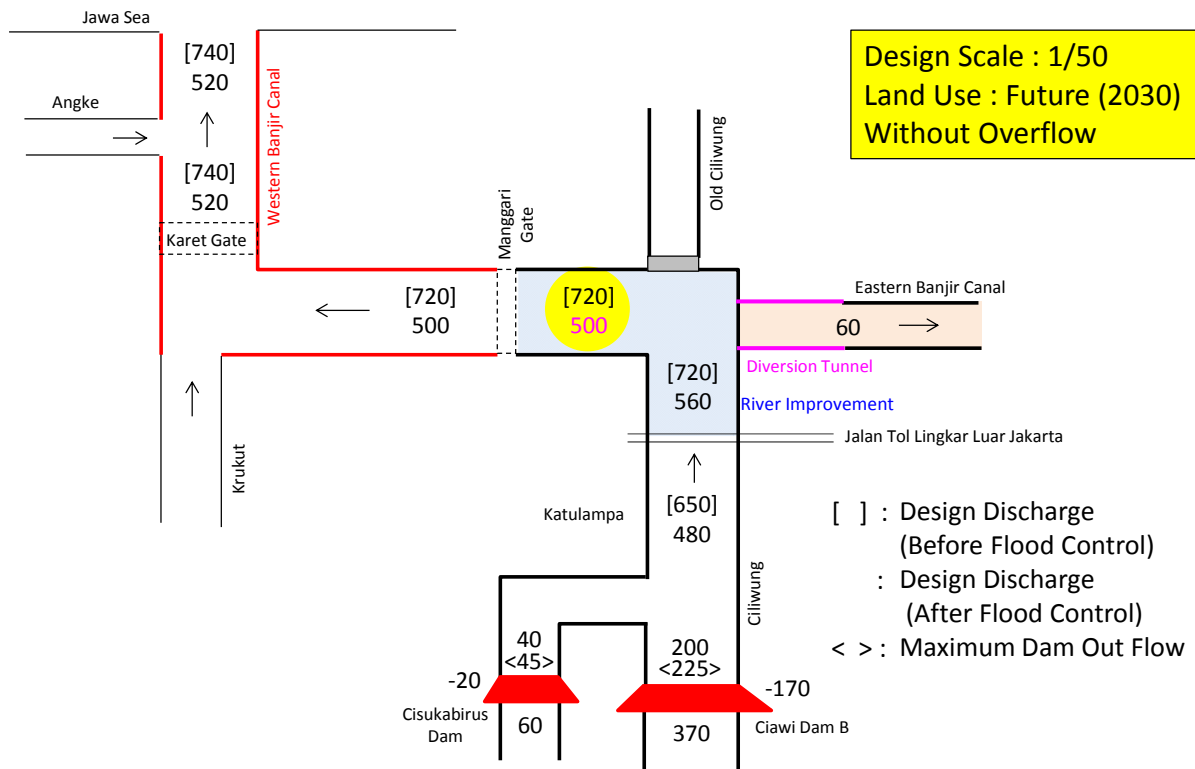 Jawa Sea
[740]
520
Angke
[740]
520
Karet Gate
Western Banjir Canal
Design Scale : 1/50
Land Use : Future (2030)
Without Overflow
Old Ciliwung
Manggari
Gate
[720]
500
[720]
500
Eastern Banjir Canal
60
Diversion Tunnel
[720]
560
River Improvement
Jalan Tol Lingkar Luar Jakarta
Krukut
Katulampa
[650]
480
Ciliwung
[ ] : Design Discharge
(Before Flood Control)
: Design Discharge
(After Flood Control)
< > : Maximum Dam Out Flow
40
<45>
-20
Cisukabirus
Dam
60
200
<225>
-170
Ciawi Dam B
370